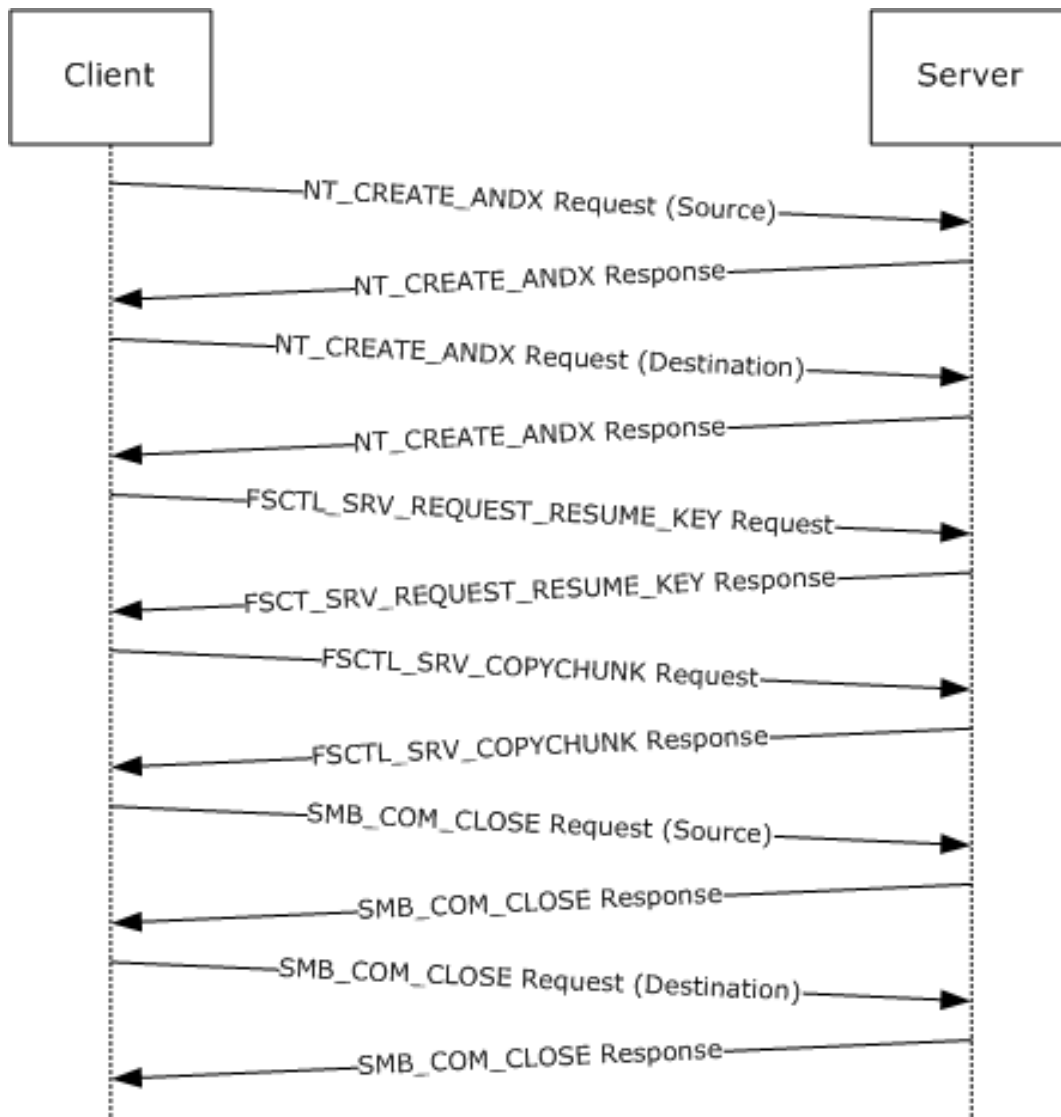 Client
Server
NT_CREATE_ANDX Request (Source)
NT_CREATE_ANDX Response
NT_CREATE_ANDX Request (Destination)
NT_CREATE_ANDX Response
FSCTL_SRV_REQUEST_RESUME_KEY Request
FSCT_SRV_REQUEST_RESUME_KEY Response
FSCTL_SRV_COPYCHUNK Request
FSCTL_SRV_COPYCHUNK Response
SMB_COM_CLOSE Request (Source)
SMB_COM_CLOSE Response
SMB_COM_CLOSE Request (Destination)
SMB_COM_CLOSE Response